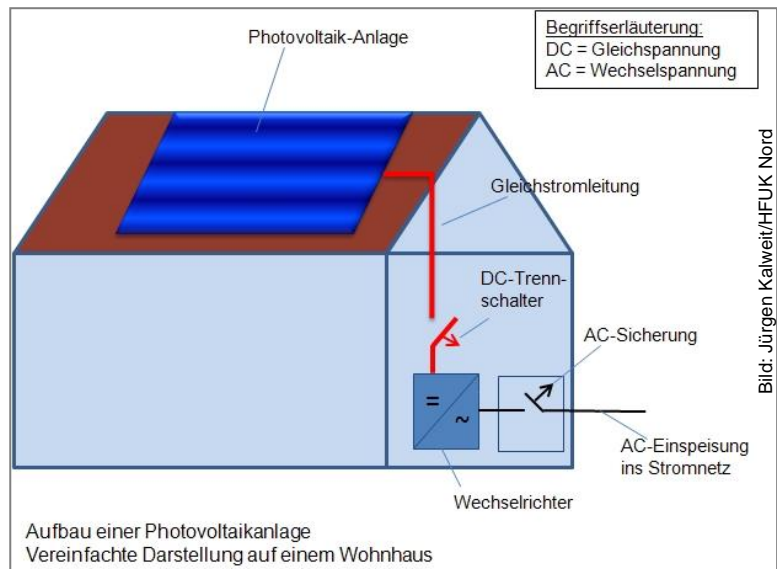 Photovoltaik-Anlage
Begriffserläuterung:
DC = Gleichspannung
AC = Wechselspannung
Gleichstromleitung
DC-Trenn-
schalter
AC-Sicherung
=
~
AC-Einspeisung
ins Stromnetz
Wechselrichter
Aufbau einer Photovoltaikanlage
Vereinfachte Darstellung auf einem Wohnhaus
Bild: Jürgen Kalweit/HFUK Nord